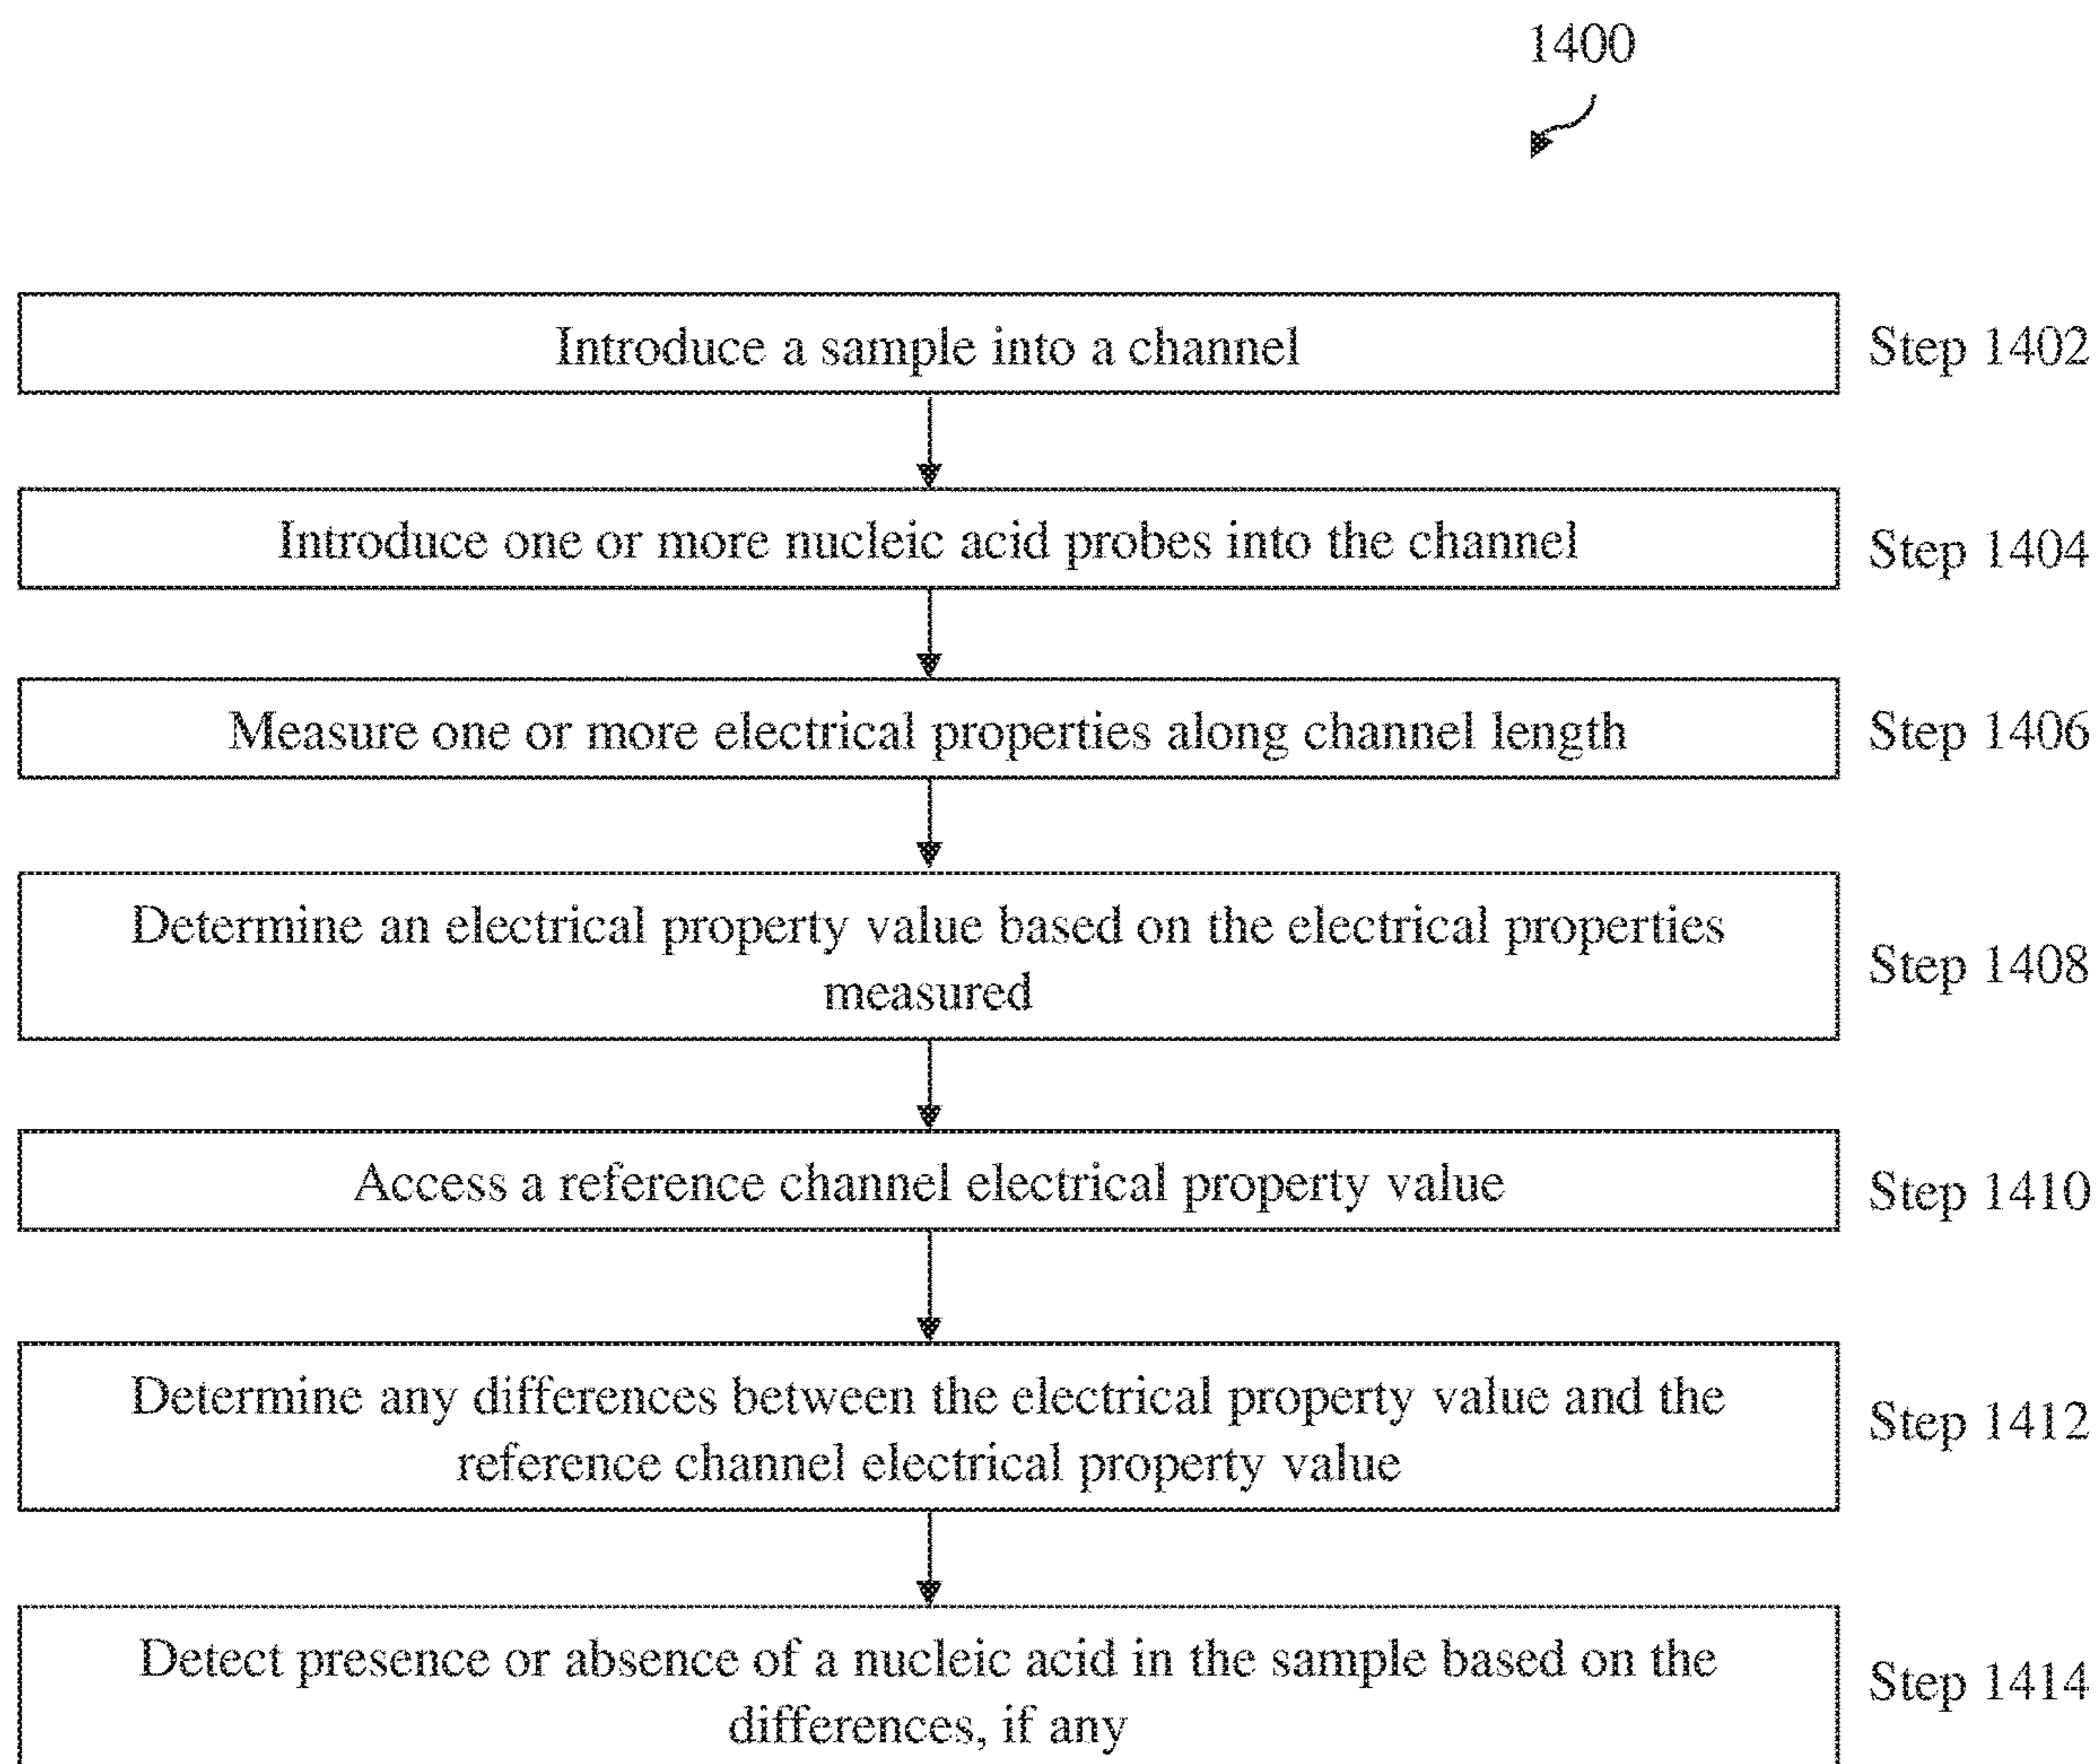 1400
Introduce a sample into a channel
Step 1402
Introduce one or more nucleic acid probes into the channel
Step 1404
Measure one or more electrical properties along channel length
Step 1406
Determine an electrical property value based on the electrical properties
measured
Step 1408
Access a reference channel electrical property value
Step 1410
Determine any differences between the electrical property value and the
reference channel electrical property value
Step 1412
Detect presence or absence of a nucleic acid in the sample based on the
differences, if any
Step 1414